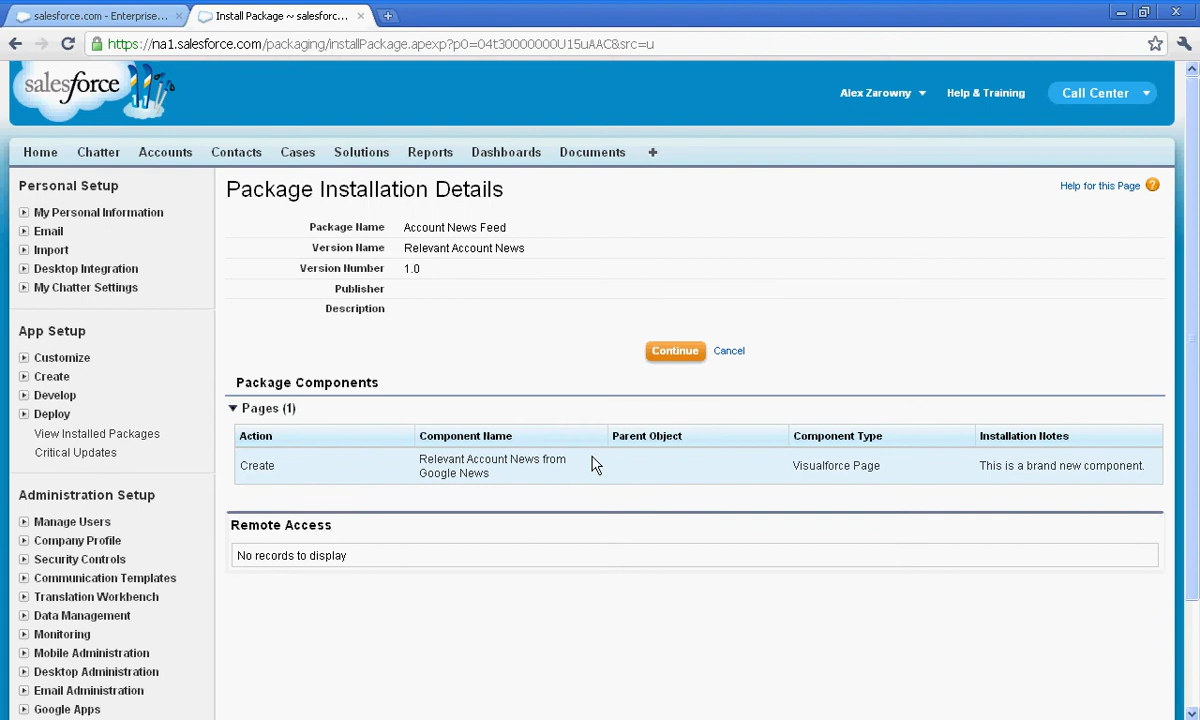 salesforce.com - Enterprise...
Install Package ~ salesforc...
https://na1.salesforce.com/packaging/installPackage.apexp?p0=04t30000000U15uAAC&src=u
salesforce
Alex Zarowny
Help & Training
Call Center
Home
Chatter
Accounts
Contacts
Cases
Solutions
Reports
Dashboards
Documents
+
Personal Setup
My Personal Information
Email
Import
Desktop Integration
My Chatter Settings
App Setup
Customize
Create
Develop
Deploy
View Installed Packages
Critical Updates
Administration Setup
Manage Users
Company Profile
Security Controls
Communication Templates
Translation Workbench
Data Management
Monitoring
Mobile Administration
Desktop Administration
Email Administration
Google Apps
Package Installation Details
Help for this Page ?
Package Name Account News Feed
Version Name Relevant Account News
Version Number 1.0
Publisher
Description
Continue Cancel
Package Components
Pages (1)
Action Component Name Parent Object Component Type Installation Notes
Create Relevant Account News from Visualforce Page This is a brand new component.
Google News
Remote Access
No records to display